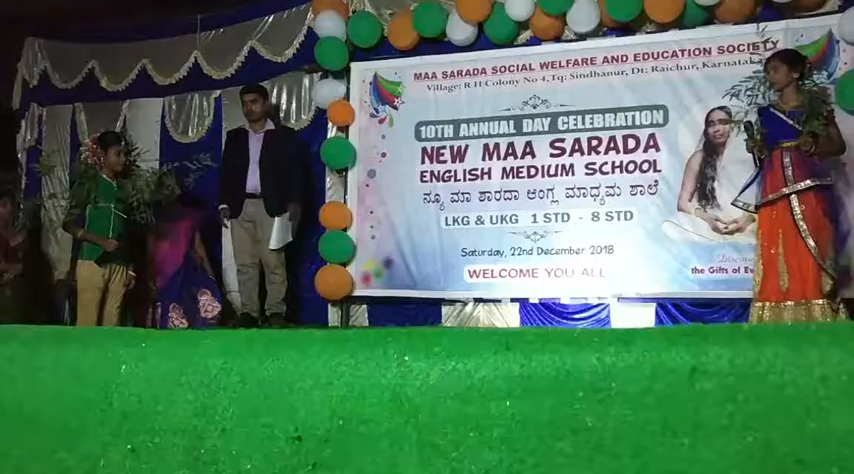 MAA SARADA SOCIAL WELFARE AND EDUCATION SOCIETY
Village: R H Colony No 4, Tq: Sindhanur, Dt: Raichur, Karnataka
10TH ANNUAL DAY CELEBRATION
NEW MAA SARADA
ENGLISH MEDIUM SCHOOL
ನ್ಯೂ ಮಾ ಶಾರದಾ ಆಂಗ್ಲ ಮಾಧ್ಯಮ ಶಾಲೆ
LKG & UKG 1 STD - 8 STD
Saturday, 22nd December 2018
WELCOME YOU ALL
the Gifts of